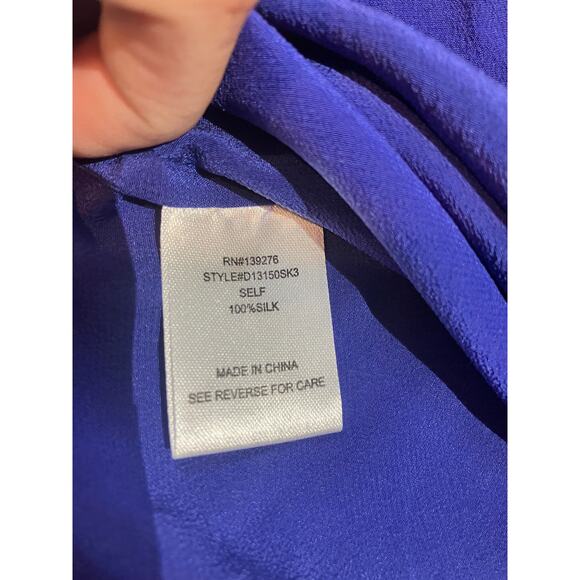 RN#139276
STYLE#D13150SK3
SELF
100%SILK
MADE IN CHINA
SEE REVERSE FOR CARE